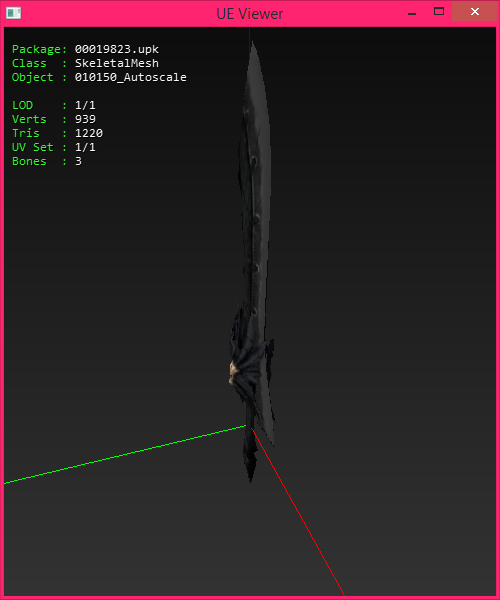 UE Viewer
Package: 00019823.upk
Class : SkeletalMesh
Object : 010150_Autoscale
LOD : 1/1
Verts : 939
Tris : 1220
UV Set : 1/1
Bones : 3